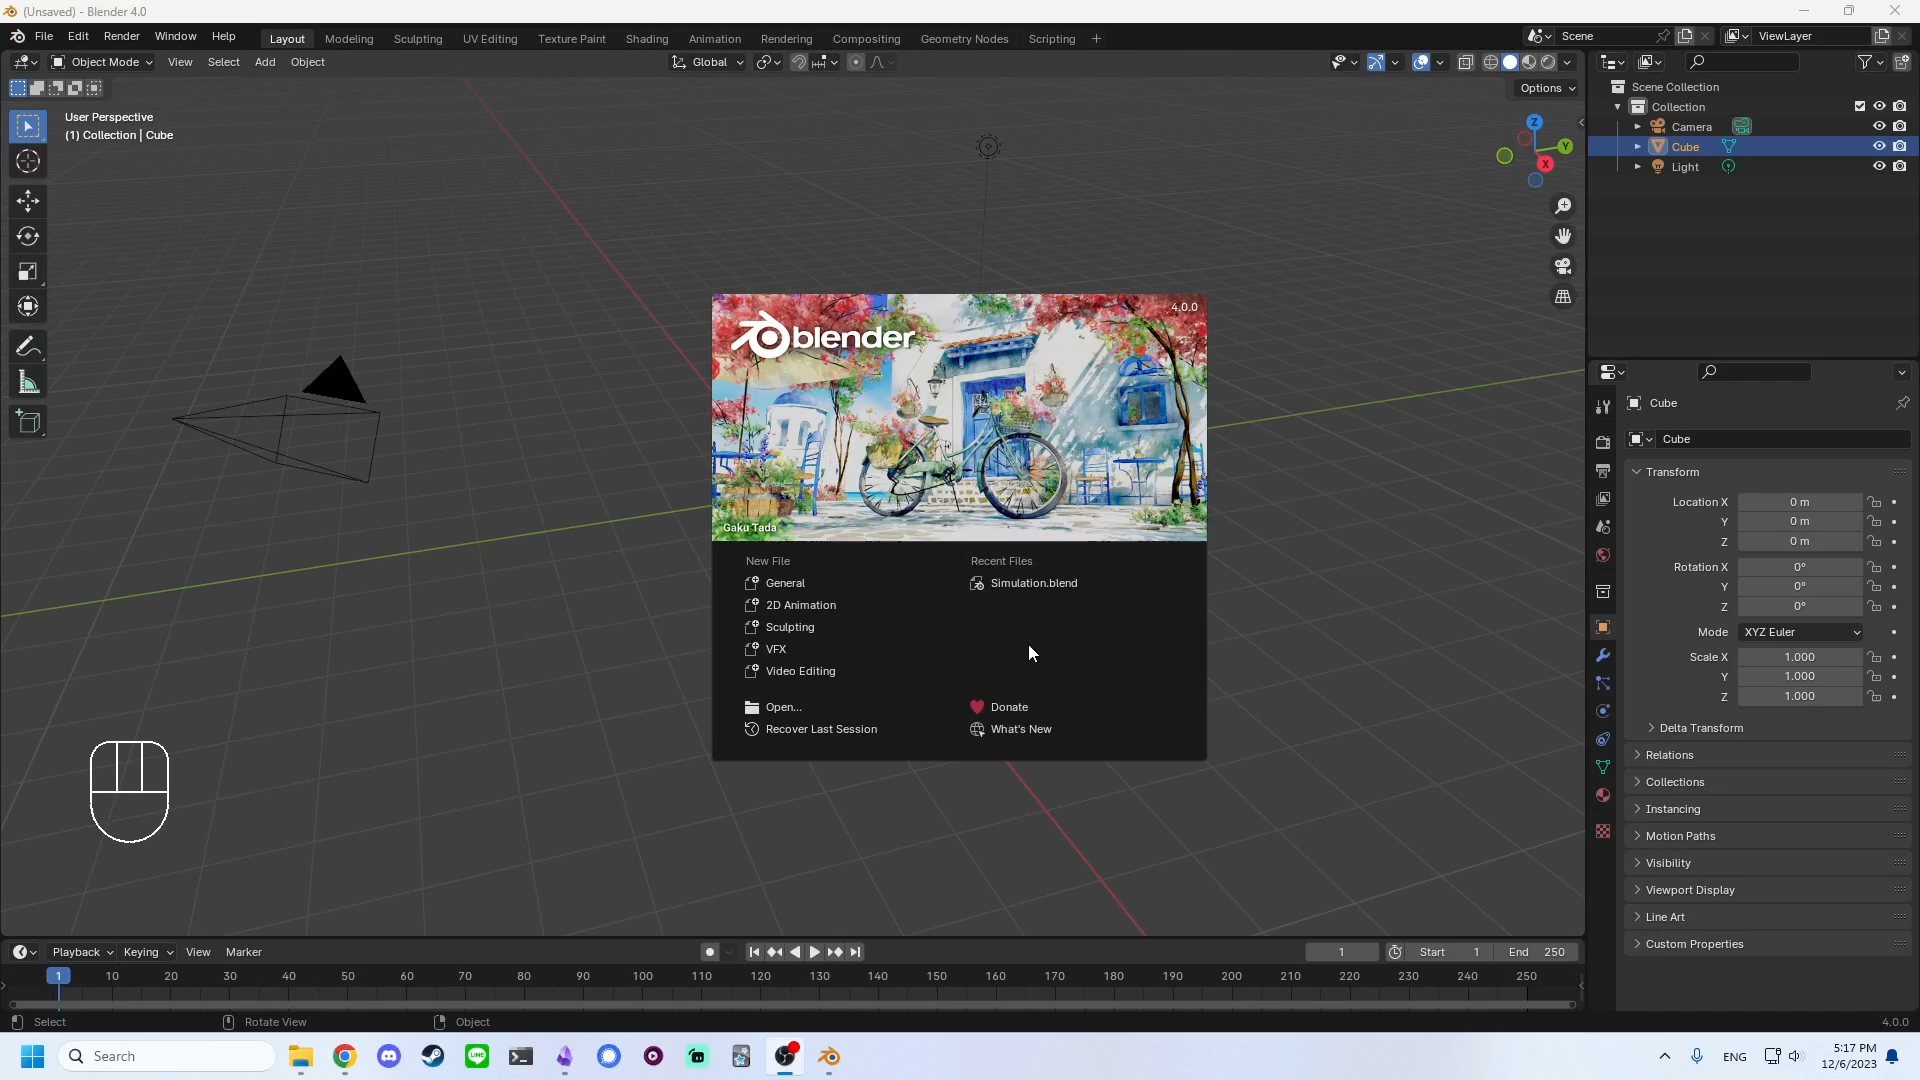 (Unsaved) - Blender 4.0
File Edit Render Window Help
Layout Modeling Sculpting UV Editing Texture Paint Shading Animation Rendering Compositing Geometry Nodes Scripting +
Scene
ViewLayer
Object Mode View Select Add Object
Global
Options
User Perspective
(1) Collection | Cube
Z
Y
X
Scene Collection
Collection
Camera
Cube
Light
4.0.0
blender
Gaku Tada
New File
General
2D Animation
Sculpting
VFX
Video Editing
Open...
Recover Last Session
Recent Files
Simulation.blend
Donate
What's New
Cube
Cube
Transform
Location X 0 m
Y 0 m
Z 0 m
Rotation X 0°
Y 0°
Z 0°
Mode XYZ Euler
Scale X 1.000
Y 1.000
Z 1.000
Delta Transform
Relations
Collections
Instancing
Motion Paths
Visibility
Viewport Display
Line Art
Custom Properties
Playback Keying View Marker
1
Start 1
End 250
1 10 20 30 40 50 60 70 80 90 100 110 120 130 140 150 160 170 180 190 200 210 220 230 240 250
Select
Rotate View
Object
4.0.0
Search
LINE
ENG
5:17 PM
12/6/2023